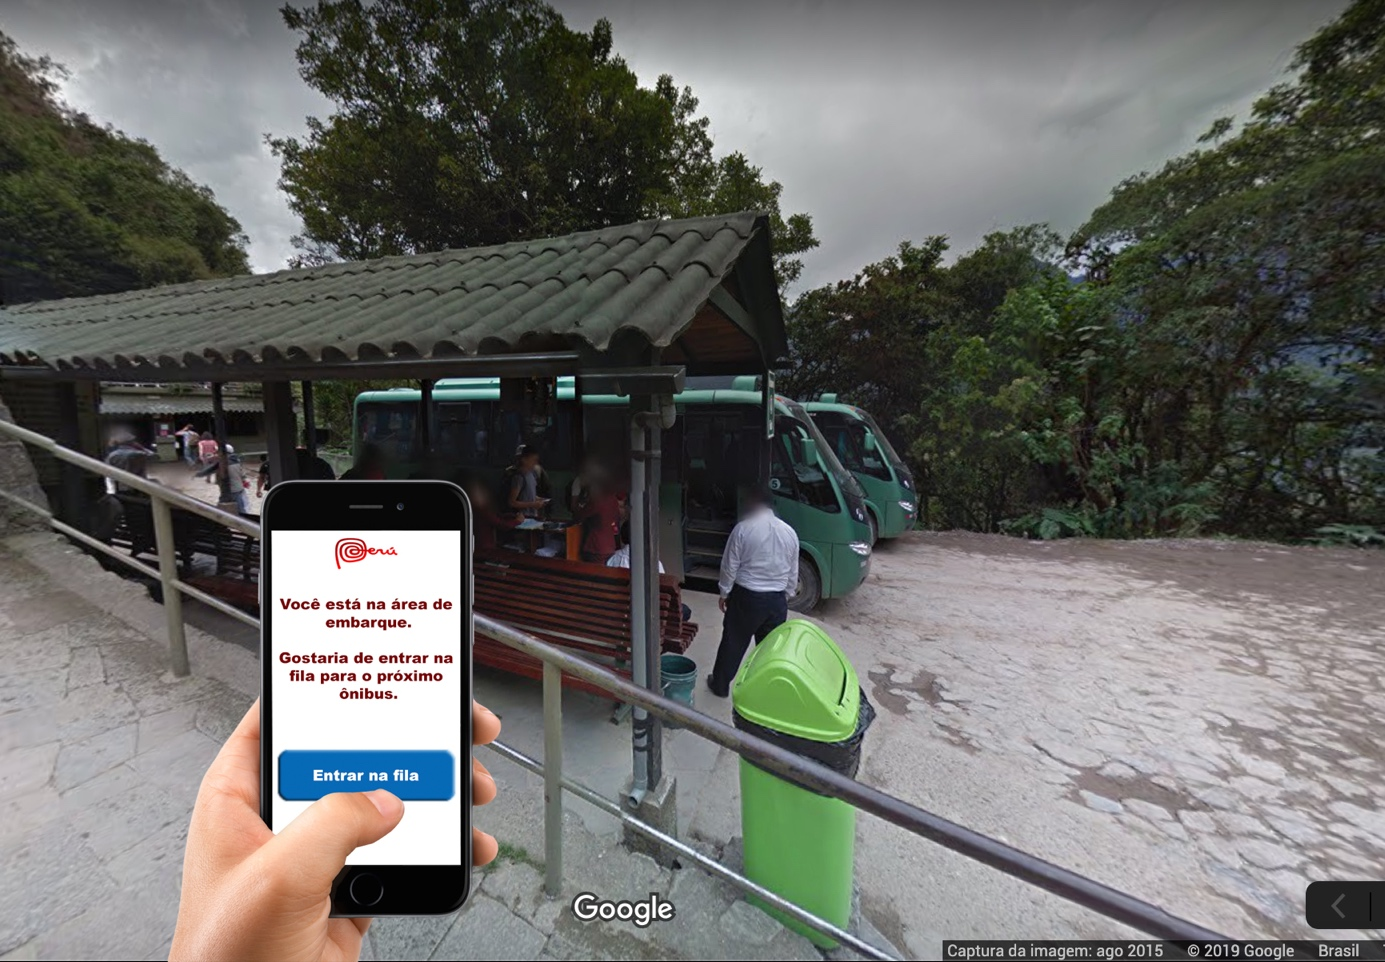 Perú
Você está na área de
embarque.
Gostaria de entrar na
fila para o próximo
ônibus.
Entrar na fila
5
Google
Captura da imagem: ago 2015 © 2019 Google Brasil